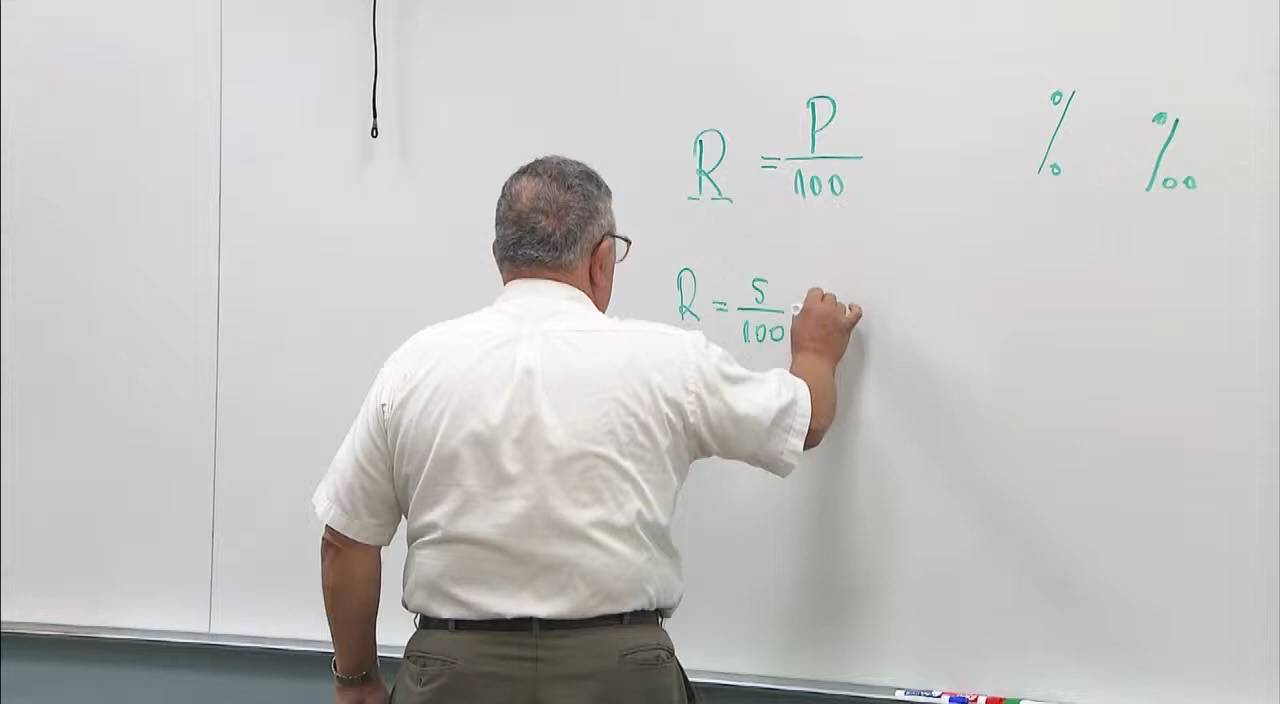 R = P/100 % ‰
R = 5/100